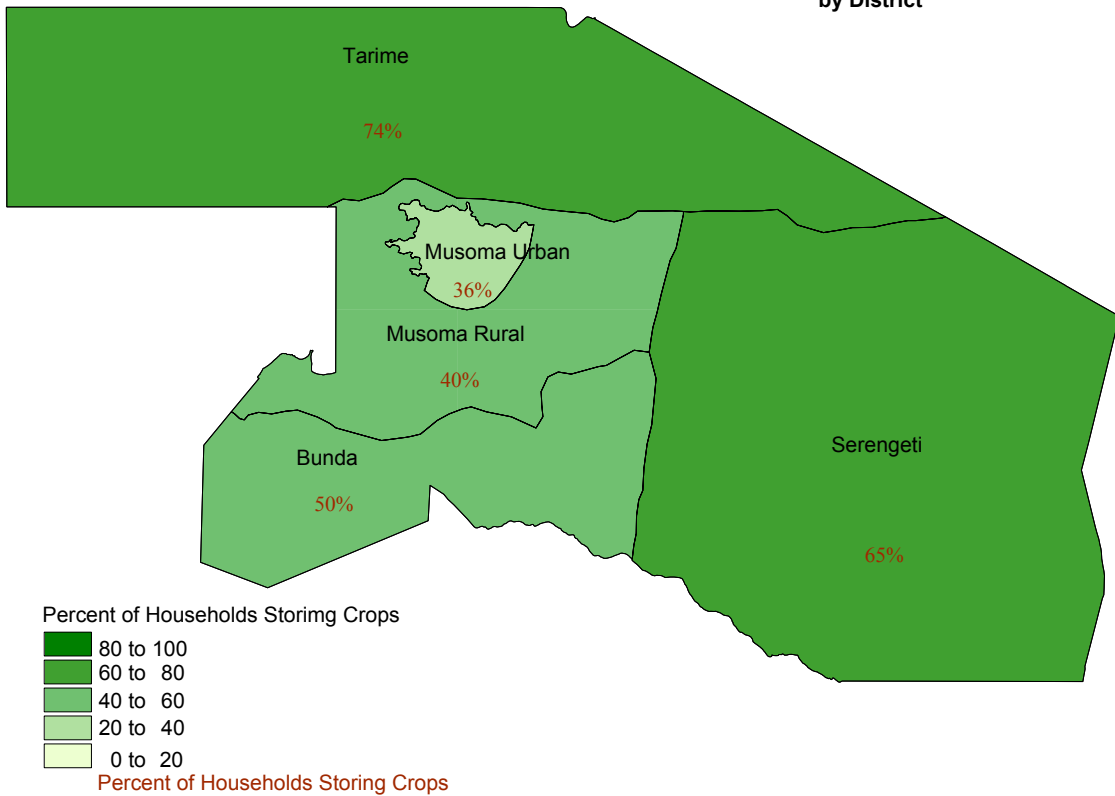 by District
Tarime
74%
Musoma Urban
36%
Musoma Rural
40%
Bunda
50%
Serengeti
65%
Percent of Households Storimg Crops
80 to 100
60 to 80
40 to 60
20 to 40
0 to 20
Percent of Households Storing Crops